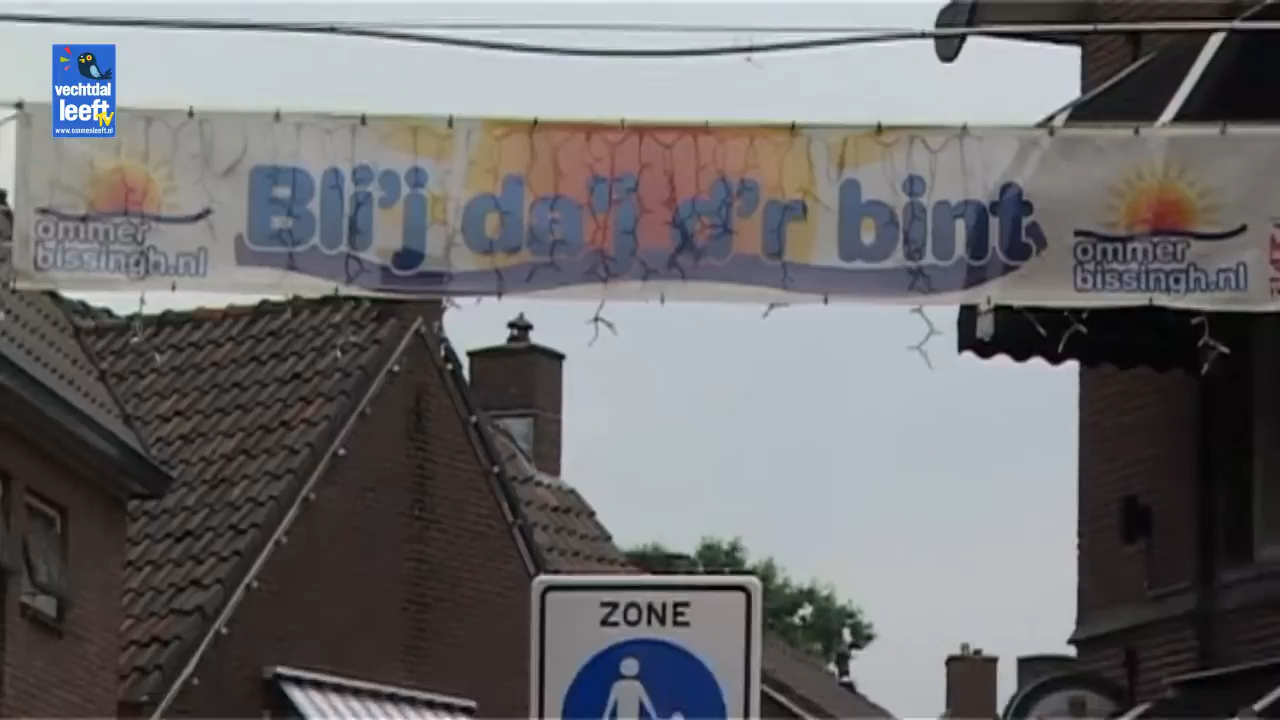 vechtdal
leeft
TV
www.ommenleeft.nl
Bli'j da'j d'r bint
ommer
bissingh.nl
ommer
bissingh.nl
ZONE